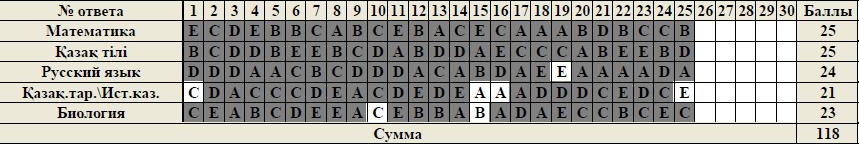 № ответа 1 2 3 4 5 6 7 8 9 10 11 12 13 14 15 16 17 18 19 20 21 22 23 24 25 26 27 28 29 30 Баллы
Математика E C D E B B C A B C E B A C E C A A A B D B C C B 25
Қазақ тілі B C D D B E E B C D A B D D A E C C C A B E E B D 25
Русский язык D D D A A C B C D D D A C A B D A E E A A A A D A 24
Қазақ.тар.\Ист.каз. C D A C C C D E A C D E D E A A A D D D C E D C E 21
Биология C E A B C D E E A C E B B A B A D A E C C B C E C 23
Сумма 118